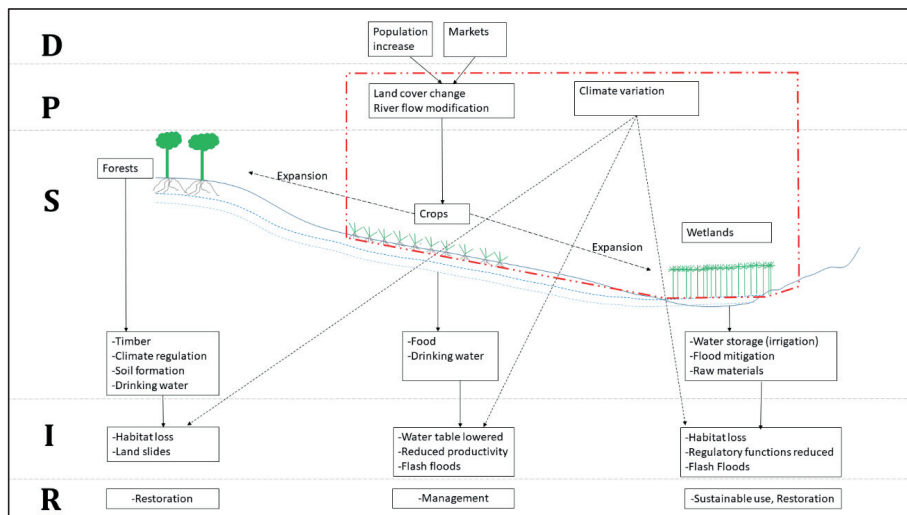 D
Population
increase
Markets
P
Land cover change
River flow modification
Climate variation
S
Forests
Expansion
Crops
Expansion
Wetlands
-Timber
-Climate regulation
-Soil formation
-Drinking water
-Food
-Drinking water
-Water storage (irrigation)
-Flood mitigation
-Raw materials
I
-Habitat loss
-Land slides
-Water table lowered
-Reduced productivity
-Flash floods
-Habitat loss
-Regulatory functions reduced
-Flash Floods
R
-Restoration
-Management
-Sustainable use, Restoration